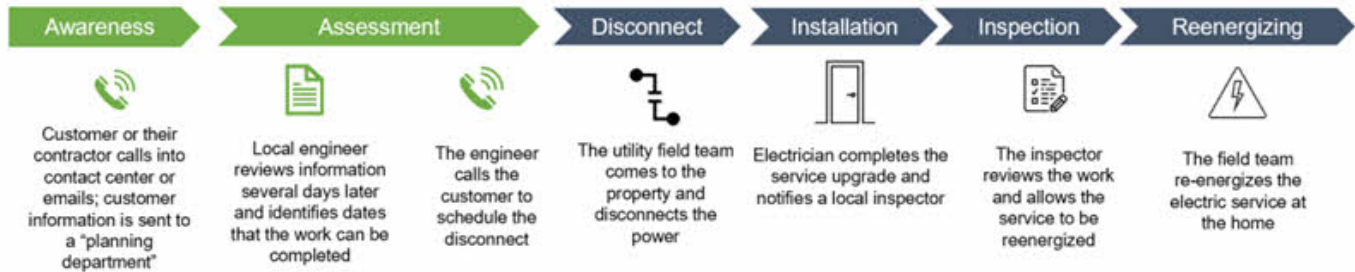 Awareness
Assessment
Disconnect
Installation
Inspection
Reenergizing
Customer or their
contractor calls into
contact center or
emails; customer
information is sent to
a “planning
department”
Local engineer
reviews information
several days later
and identifies dates
that the work can be
completed
The engineer
calls the
customer to
schedule the
disconnect
The utility field team
comes to the
property and
disconnects the
power
Electrician completes the
service upgrade and
notifies a local inspector
The inspector
reviews the work
and allows the
service to be
reenergized
The field team
re-energizes the
electric service at
the home